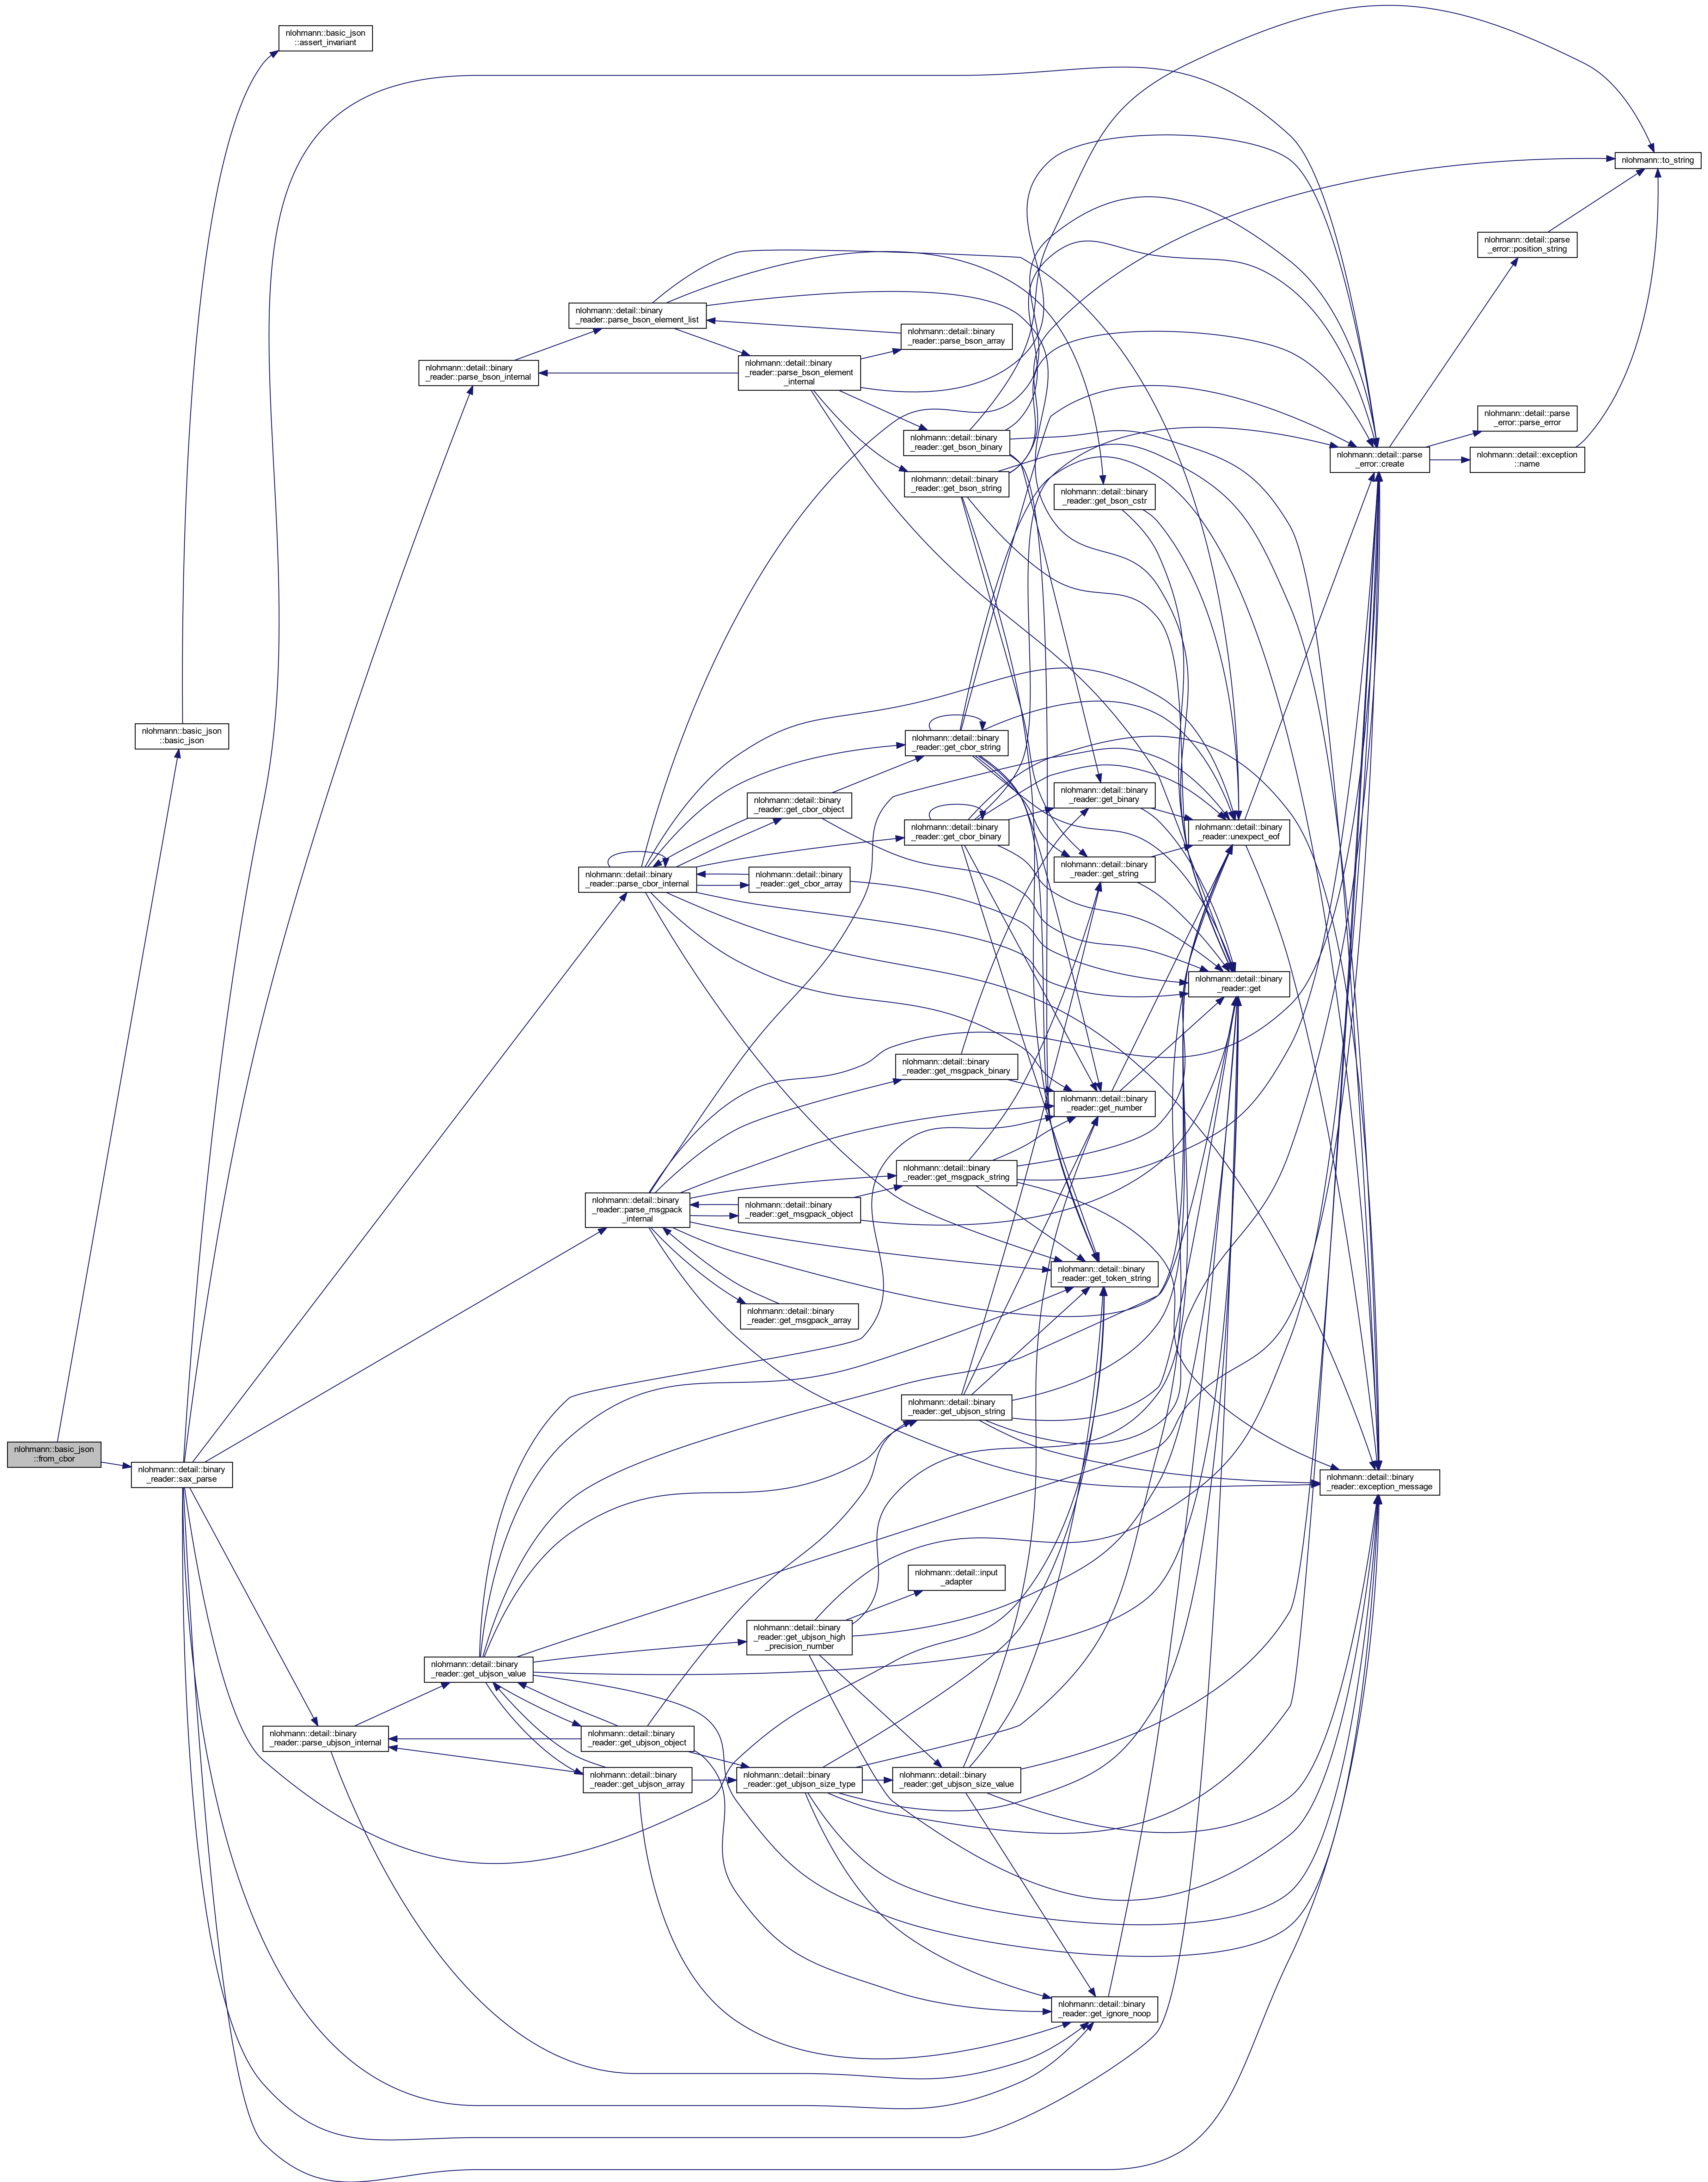 nlohmann::basic_json
::assert_invariant
nlohmann::to_string
nlohmann::detail::parse
_error::position_string
nlohmann::detail::binary
_reader::parse_bson_element_list
nlohmann::detail::binary
_reader::parse_bson_array
nlohmann::detail::binary
_reader::parse_bson_internal
nlohmann::detail::binary
_reader::parse_bson_element
_internal
nlohmann::detail::parse
_error::parse_error
nlohmann::detail::binary
_reader::get_bson_binary
nlohmann::detail::parse
_error::create
nlohmann::detail::exception
::name
nlohmann::detail::binary
_reader::get_bson_string
nlohmann::detail::binary
_reader::get_bson_cstr
nlohmann::basic_json
::basic_json
nlohmann::detail::binary
_reader::get_cbor_string
nlohmann::detail::binary
_reader::get_binary
nlohmann::detail::binary
_reader::get_cbor_object
nlohmann::detail::binary
_reader::get_cbor_binary
nlohmann::detail::binary
_reader::unexpect_eof
nlohmann::detail::binary
_reader::get_string
nlohmann::detail::binary
_reader::parse_cbor_internal
nlohmann::detail::binary
_reader::get_cbor_array
nlohmann::detail::binary
_reader::get
nlohmann::detail::binary
_reader::get_msgpack_binary
nlohmann::detail::binary
_reader::get_number
nlohmann::detail::binary
_reader::get_msgpack_string
nlohmann::detail::binary
_reader::parse_msgpack
_internal
nlohmann::detail::binary
_reader::get_msgpack_object
nlohmann::detail::binary
_reader::get_token_string
nlohmann::detail::binary
_reader::get_msgpack_array
nlohmann::detail::binary
_reader::get_ubjson_string
nlohmann::basic_json
::from_cbor
nlohmann::detail::binary
_reader::sax_parse
nlohmann::detail::binary
_reader::exception_message
nlohmann::detail::input
_adapter
nlohmann::detail::binary
_reader::get_ubjson_high
_precision_number
nlohmann::detail::binary
_reader::get_ubjson_value
nlohmann::detail::binary
_reader::parse_ubjson_internal
nlohmann::detail::binary
_reader::get_ubjson_object
nlohmann::detail::binary
_reader::get_ubjson_array
nlohmann::detail::binary
_reader::get_ubjson_size_type
nlohmann::detail::binary
_reader::get_ubjson_size_value
nlohmann::detail::binary
_reader::get_ignore_noop